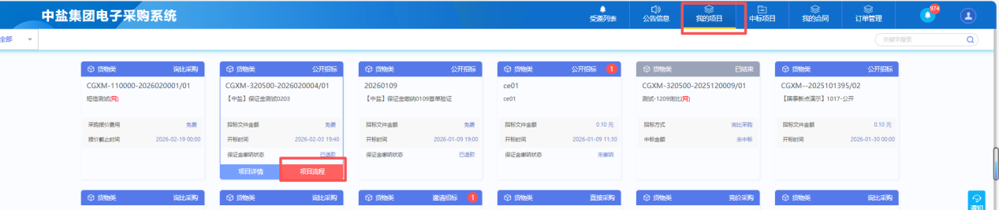 中盐集团电子采购系统
受邀列表 公告信息 我的项目 中标项目 我的合同 订单管理 974
全部 关键字搜索
货物类 询比采购 货物类 公开招标 货物类 公开招标 货物类 公开招标 1 货物类 已结束 货物类 公开招标
CGXM-110000-2026020001/01 CGXM-320500-2026020004/01 20260109 ce01 CGXM-320500-2025120009/01 CGXM--2025101395/02
短信测试(网) 【中盐】保证金测试0203 【中盐】保证金缴纳0109首单验证 ce01 测试-1209询比(网) 【国泰新点演示】1017-公开
采购报价费用 免费 招标文件金额 免费 招标文件金额 免费 招标文件金额 0.10 元 招标方式 询比采购 招标文件金额 0.10 元
报价截止时间 2026-02-19 00:00 开标时间 2026-02-03 19:40 开标时间 2026-01-09 19:00 开标时间 2026-01-09 11:30 中标金额 未中标 开标时间 2026-01-30 00:00
保证金缴纳状态 已退款 保证金缴纳状态 已退款 保证金缴纳状态 未缴纳
项目详情 项目流程
货物类 询比采购 货物类 询比采购 货物类 邀请招标 1 货物类 直接采购 货物类 竞价采购 货物类 询比采购